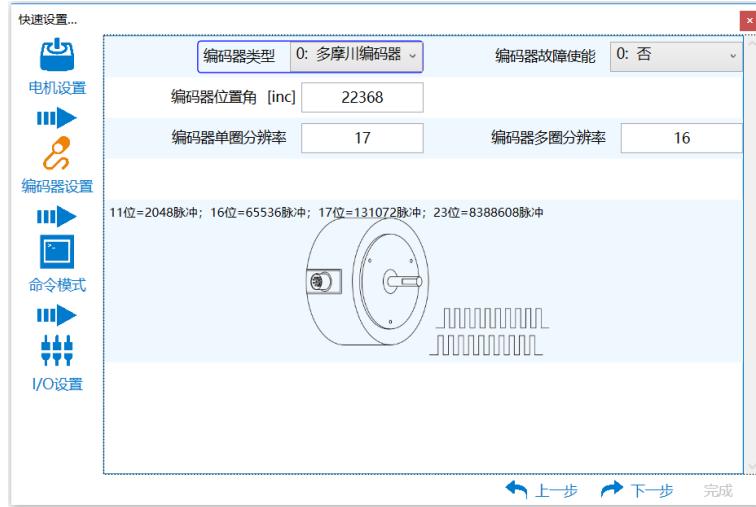 快速设置...
电机设置
编码器设置
命令模式
I/O设置
编码器类型 0: 多摩川编码器 编码器故障使能 0: 否
编码器位置角 [inc] 22368
编码器单圈分辨率 17 编码器多圈分辨率 16
11位=2048脉冲；16位=65536脉冲；17位=131072脉冲；23位=8388608脉冲
上一步 下一步 完成